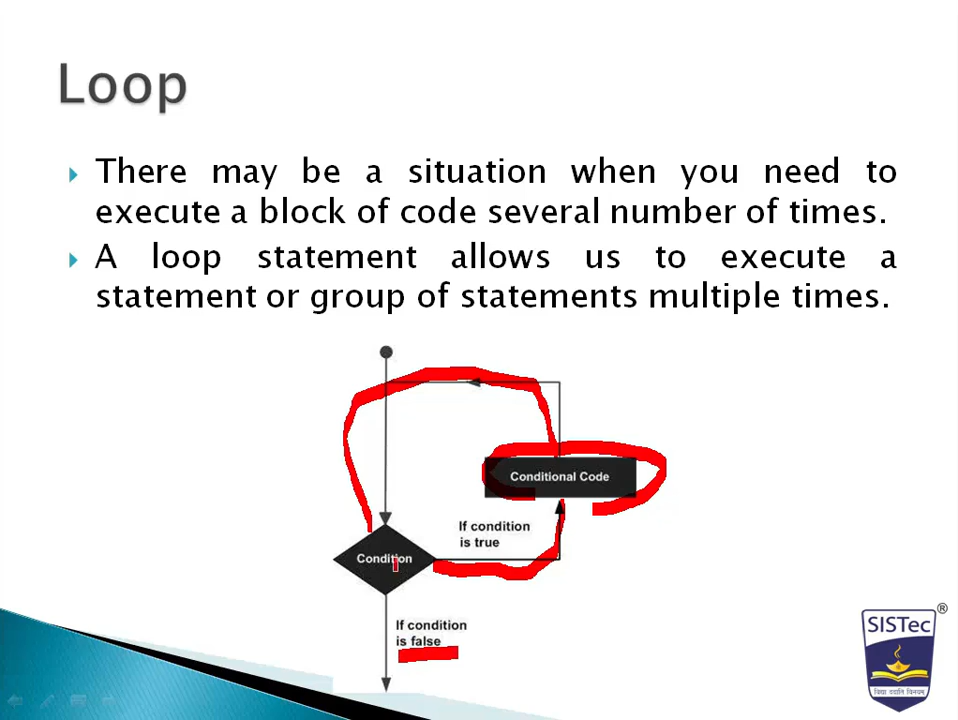 Loop
There may be a situation when you need to
execute a block of code several number of times.
A loop statement allows us to execute a
statement or group of statements multiple times.
Conditional Code
If condition
is true
Condition
If condition
is false
SISTec
®
विद्या ददाति विनयम्